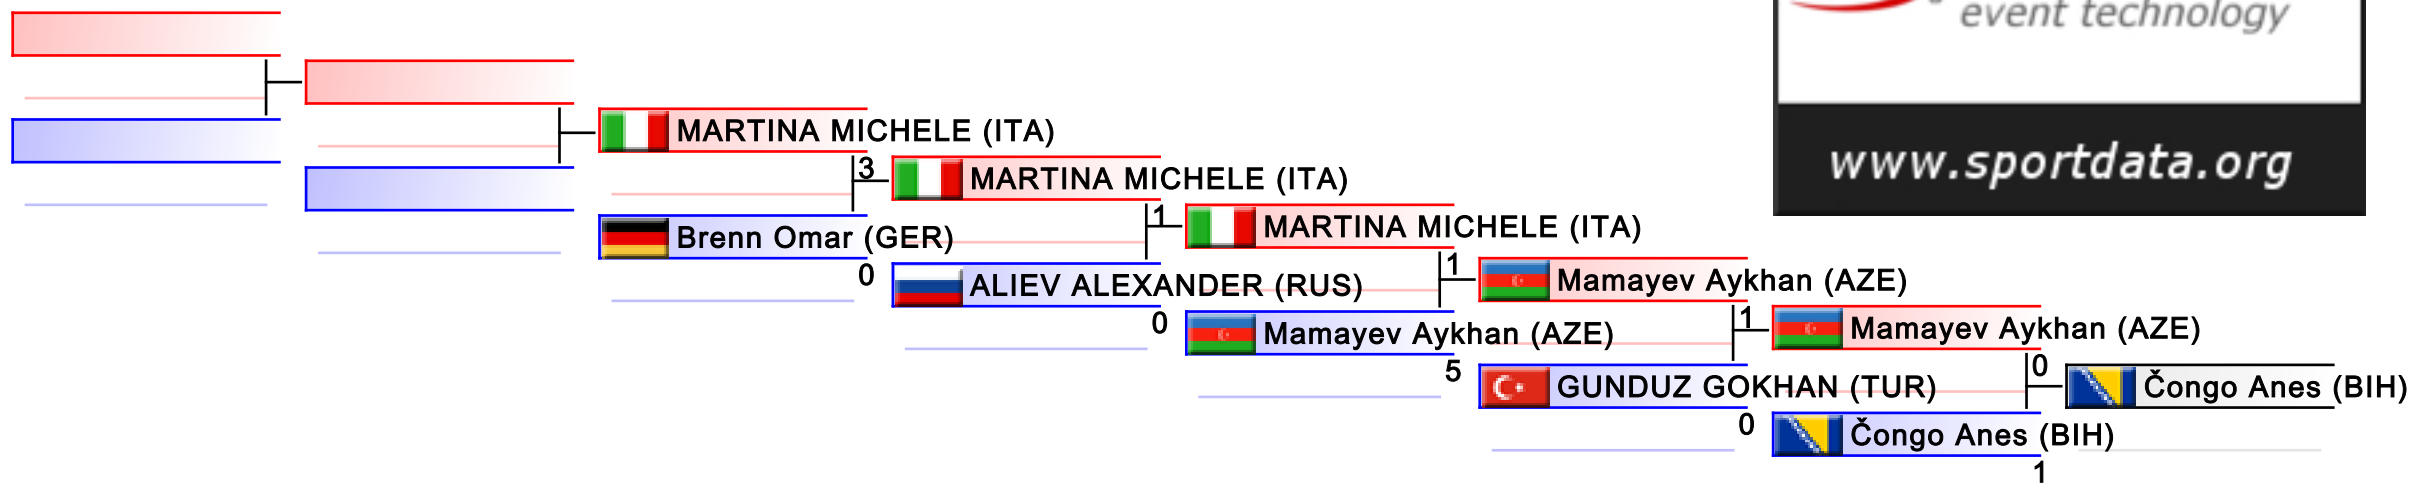 event technology
www.sportdata.org
MARTINA MICHELE (ITA)
3
Brenn Omar (GER)
0
MARTINA MICHELE (ITA)
1
ALIEV ALEXANDER (RUS)
0
MARTINA MICHELE (ITA)
1
Mamayev Aykhan (AZE)
5
Mamayev Aykhan (AZE)
1
GUNDUZ GOKHAN (TUR)
0
Mamayev Aykhan (AZE)
0
Čongo Anes (BIH)
1
Čongo Anes (BIH)